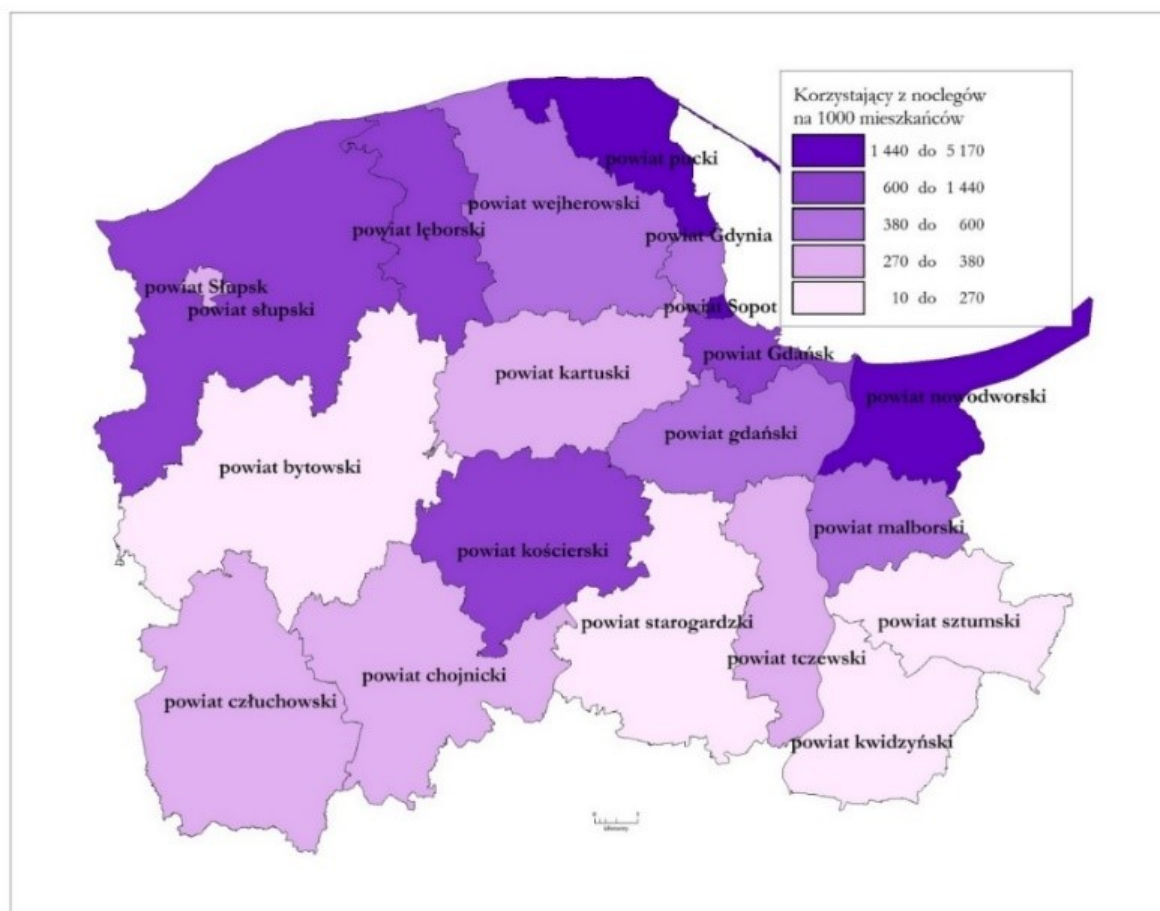 Korzystający z noclegów
na 1000 mieszkańców
1 440 do 5 170
600 do 1 440
380 do 600
270 do 380
10 do 270
powiat pucki
powiat wejherowski
powiat lęborski
powiat Gdynia
powiat Słupsk
powiat słupski
powiat Sopot
powiat Gdańsk
powiat kartuski
powiat nowodworski
powiat gdański
powiat bytowski
powiat malborski
powiat kościerski
powiat starogardzki
powiat sztumski
powiat tczewski
powiat chojnicki
powiat człuchowski
powiat kwidzyński